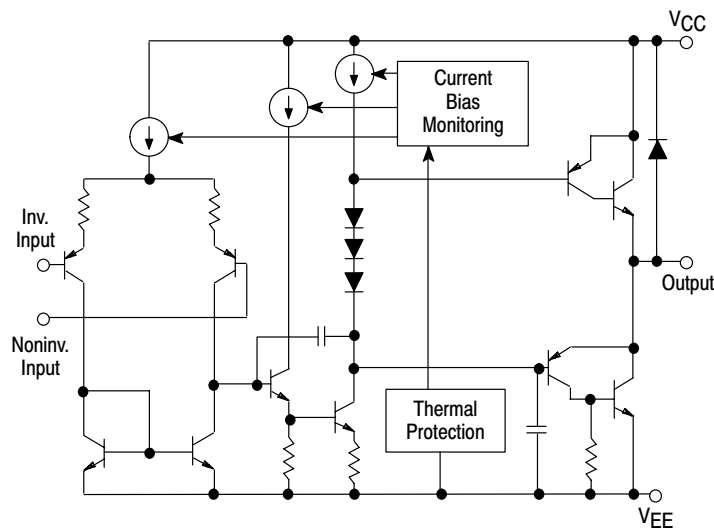 VCC
Current
Bias
Monitoring
Inv.
Input
Output
Noninv.
Input
Thermal
Protection
VEE